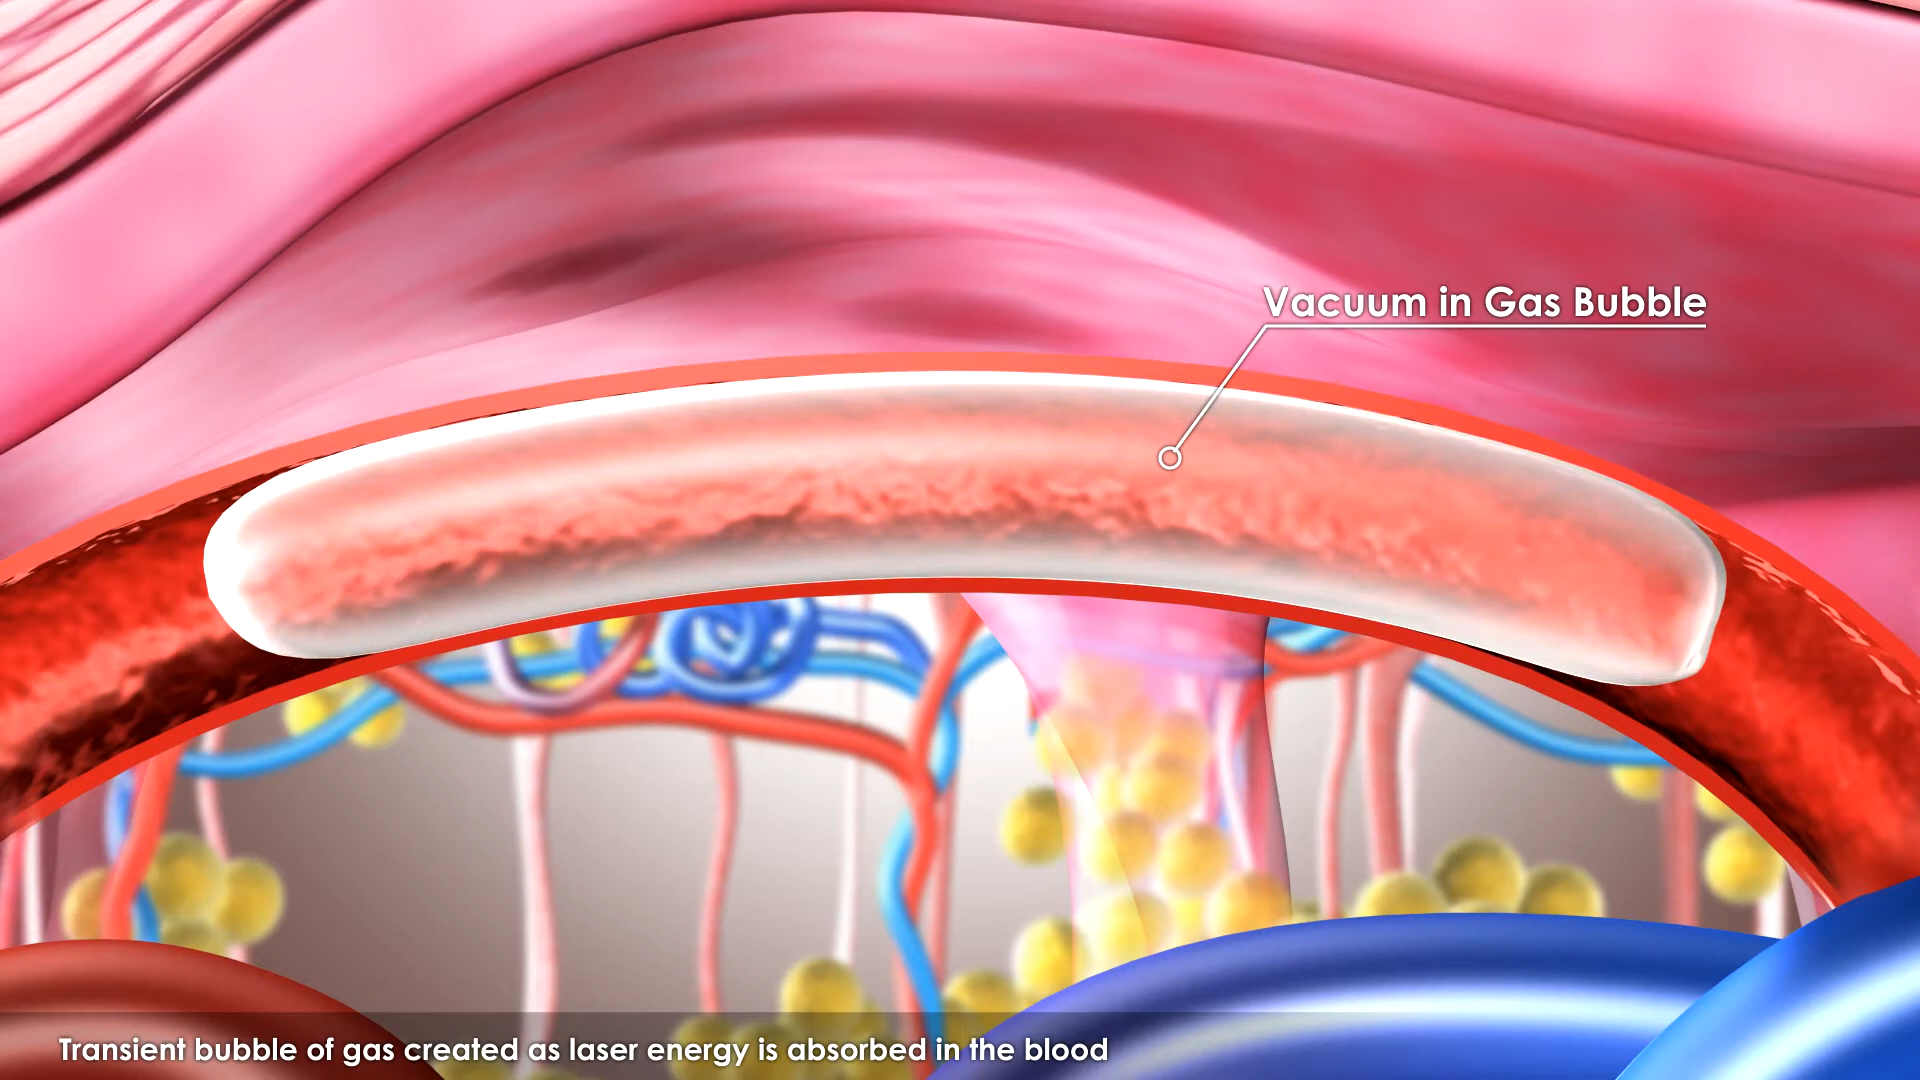 Vacuum in Gas Bubble
Transient bubble of gas created as laser energy is absorbed in the blood